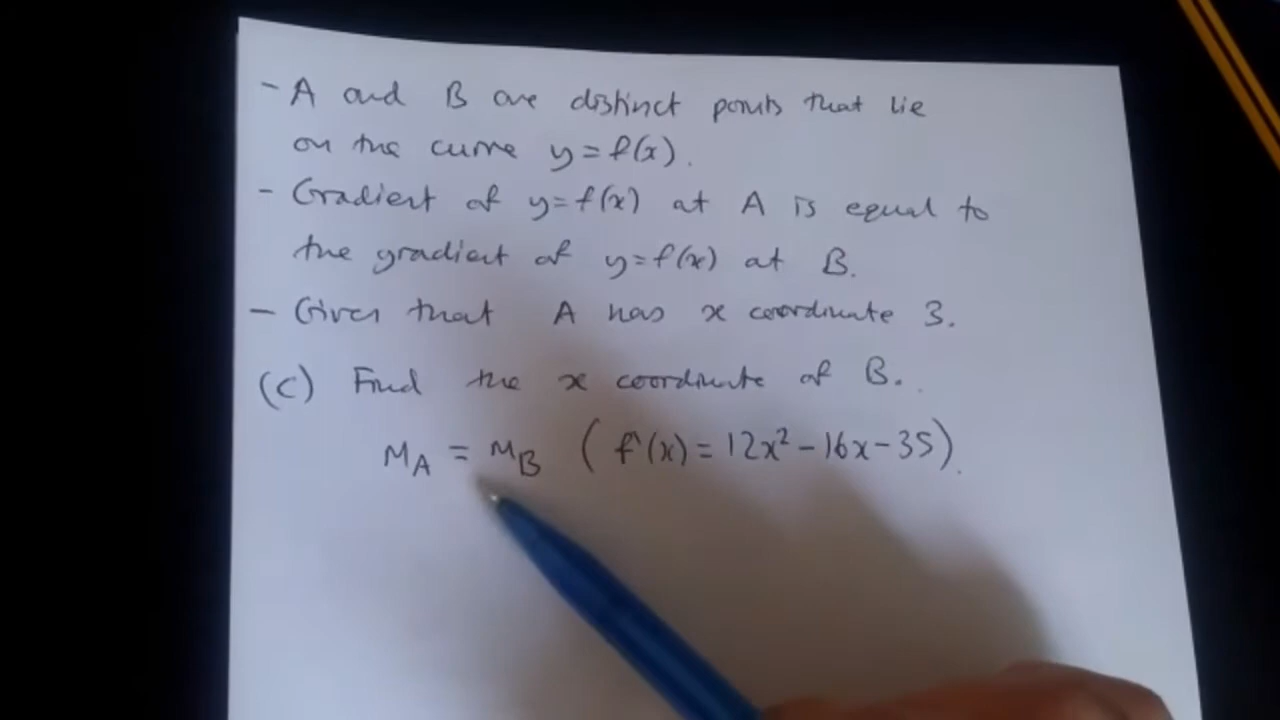 - A and B are distinct points that lie
on the curve y=f(x).
- Gradient of y=f(x) at A is equal to
the gradient of y=f(x) at B.
- Given that A has x coordinate 3.
(C) Find the x coordinate of B.
M_A = M_B (f'(x) = 12x² - 16x - 35).